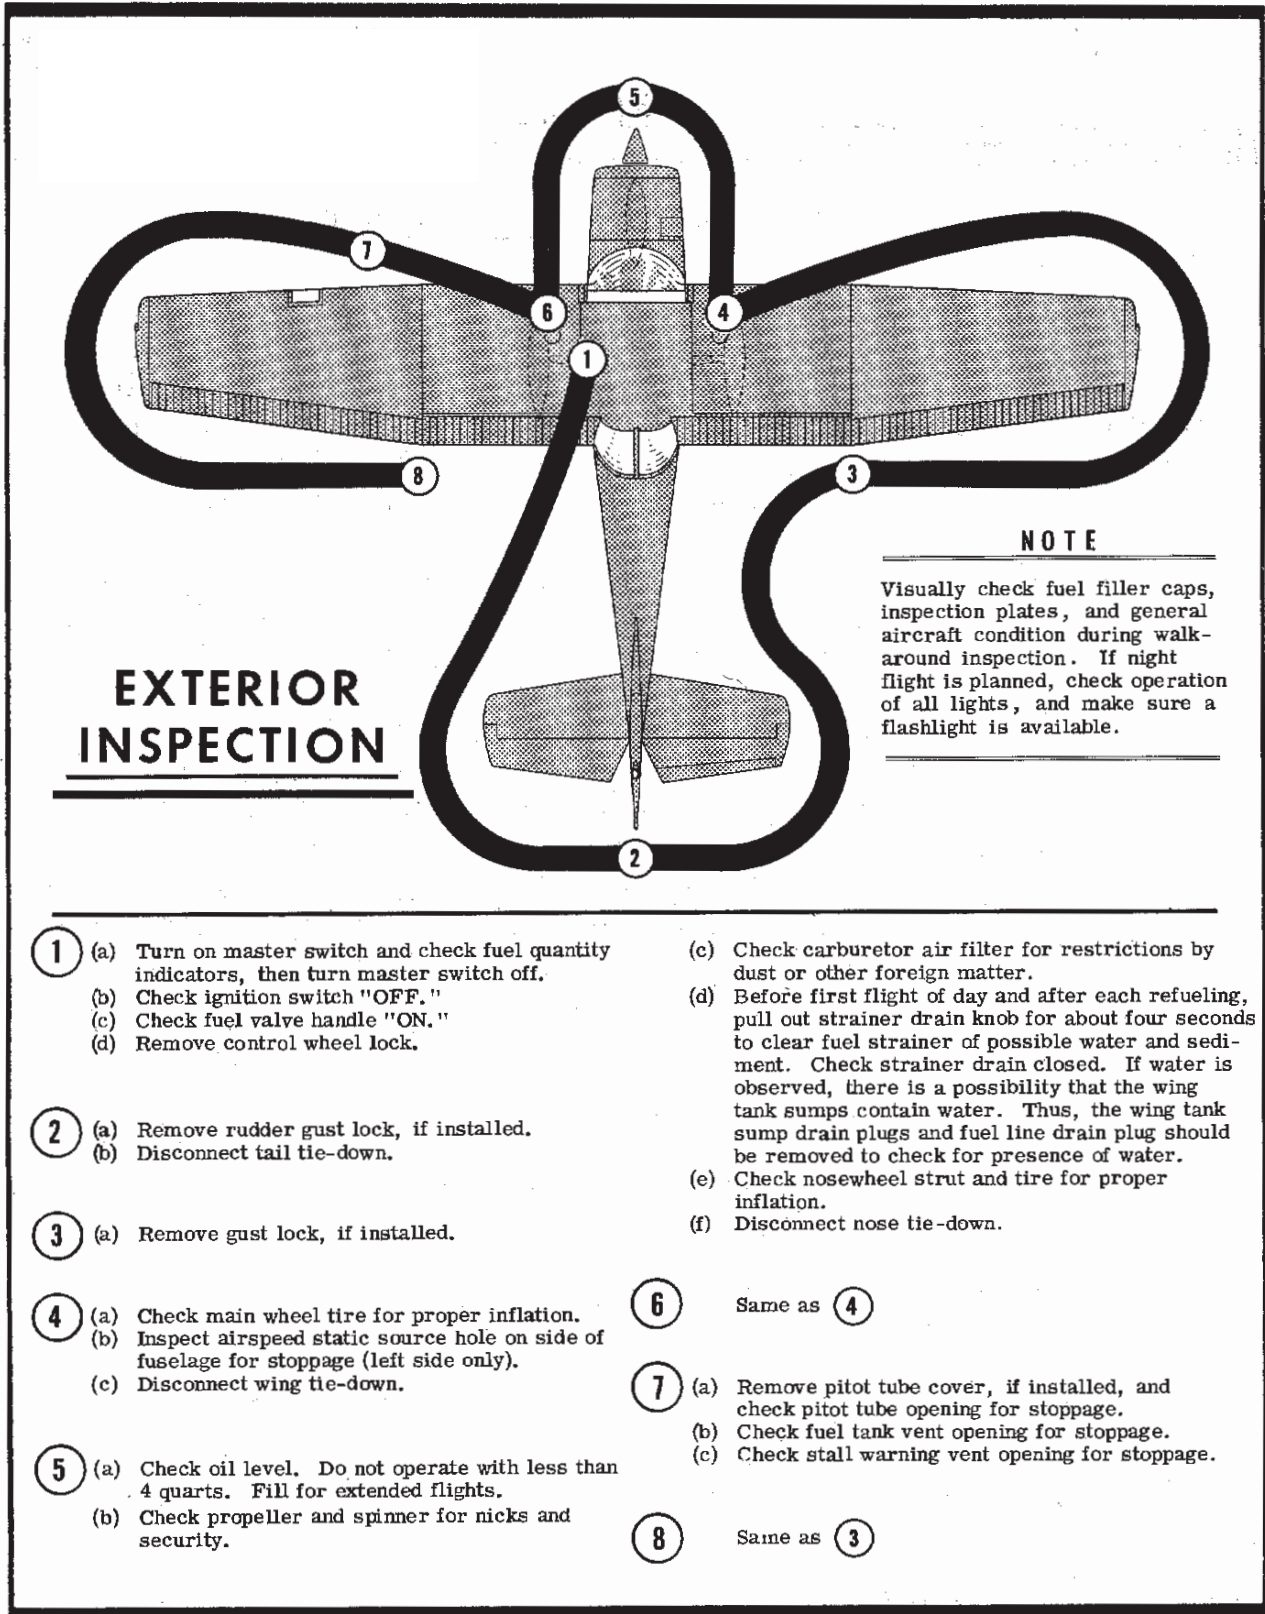 5
7
6
4
1
8
3
NOTE
Visually check fuel filler caps,
inspection plates, and general
aircraft condition during walk-
around inspection. If night
flight is planned, check operation
of all lights, and make sure a
flashlight is available.
EXTERIOR
INSPECTION
2
1 (a) Turn on master switch and check fuel quantity
indicators, then turn master switch off.
(b) Check ignition switch "OFF."
(c) Check fuel valve handle "ON."
(d) Remove control wheel lock.
2 (a) Remove rudder gust lock, if installed.
(b) Disconnect tail tie-down.
3 (a) Remove gust lock, if installed.
4 (a) Check main wheel tire for proper inflation.
(b) Inspect airspeed static source hole on side of
fuselage for stoppage (left side only).
(c) Disconnect wing tie-down.
5 (a) Check oil level. Do not operate with less than
4 quarts. Fill for extended flights.
(b) Check propeller and spinner for nicks and
security.
(c) Check carburetor air filter for restrictions by
dust or other foreign matter.
(d) Before first flight of day and after each refueling,
pull out strainer drain knob for about four seconds
to clear fuel strainer of possible water and sedi-
ment. Check strainer drain closed. If water is
observed, there is a possibility that the wing
tank sumps contain water. Thus, the wing tank
sump drain plugs and fuel line drain plug should
be removed to check for presence of water.
(e) Check nosewheel strut and tire for proper
inflation.
(f) Disconnect nose tie-down.
6 Same as 4
7 (a) Remove pitot tube cover, if installed, and
check pitot tube opening for stoppage.
(b) Check fuel tank vent opening for stoppage.
(c) Check stall warning vent opening for stoppage.
8 Same as 3